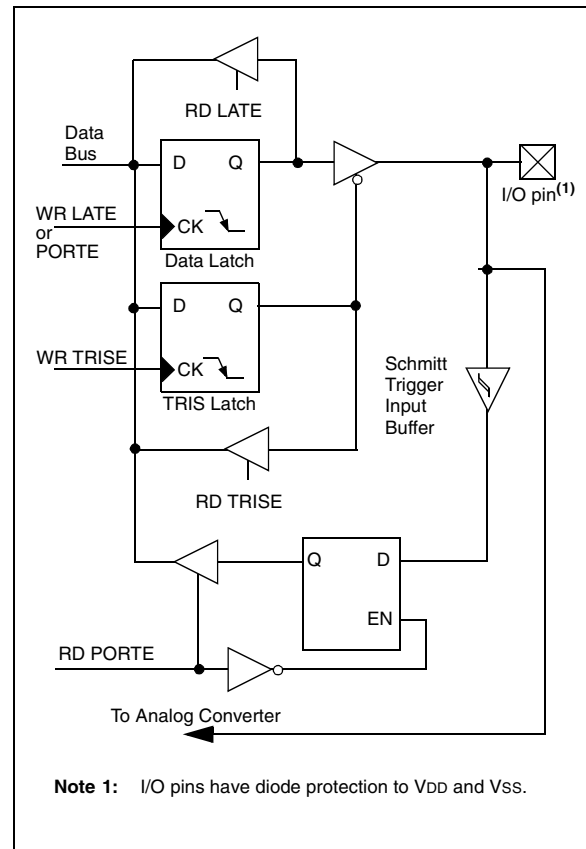 RD LATE
Data
Bus
D Q
I/O pin(1)
WR LATE
or
PORTE
CK
Data Latch
D Q
WR TRISE
CK
TRIS Latch
Schmitt
Trigger
Input
Buffer
RD TRISE
Q D
EN
RD PORTE
To Analog Converter
Note 1: I/O pins have diode protection to VDD and VSS.